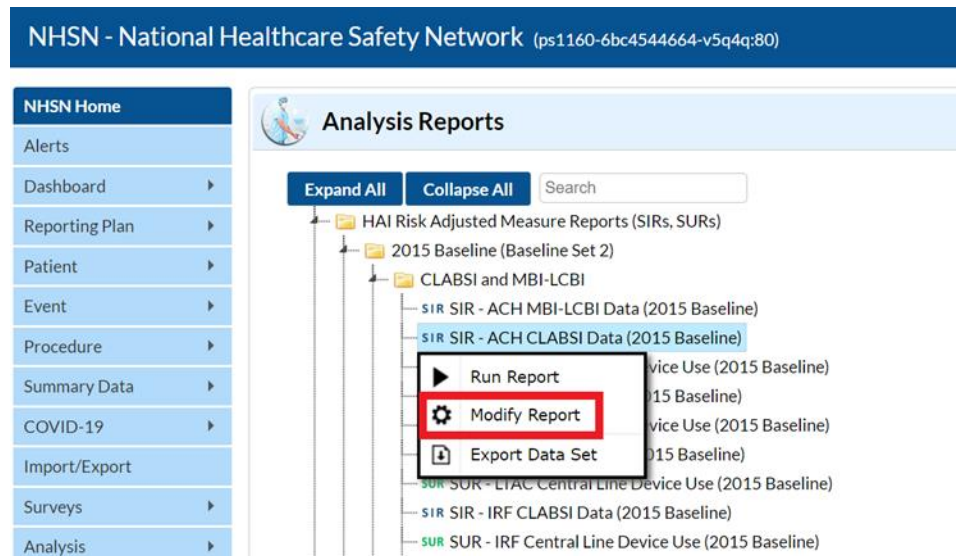 NHSN - National Healthcare Safety Network (ps1160-6bc4544664-v5q4q:80)
NHSN Home
Alerts
Dashboard
Reporting Plan
Patient
Event
Procedure
Summary Data
COVID-19
Import/Export
Surveys
Analysis
Analysis Reports
Expand All Collapse All Search
HAI Risk Adjusted Measure Reports (SIRs, SURs)
2015 Baseline (Baseline Set 2)
CLABSI and MBI-LCBI
SIR SIR - ACH MBI-LCBI Data (2015 Baseline)
SIR SIR - ACH CLABSI Data (2015 Baseline)
Run Report
Modify Report
Export Data Set
Device Use (2015 Baseline)
Baseline)
Device Use (2015 Baseline)
Baseline)
SUR SUR - LTAC Central Line Device Use (2015 Baseline)
SIR SIR - IRF CLABSI Data (2015 Baseline)
SUR SUR - IRF Central Line Device Use (2015 Baseline)